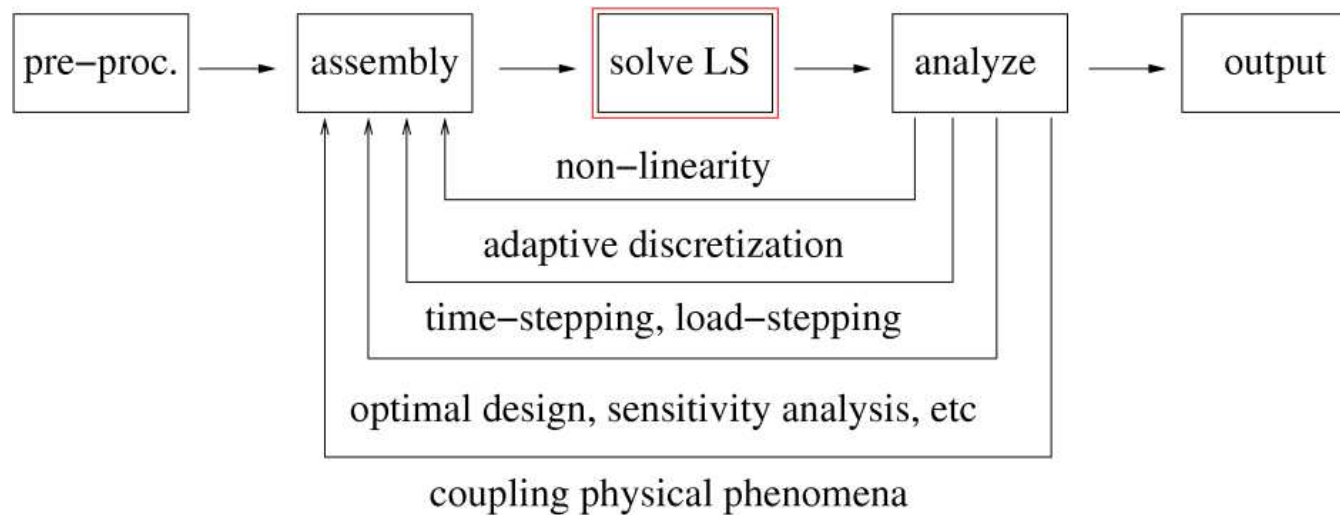 pre-proc.
assembly
solve LS
analyze
output
non-linearity
adaptive discretization
time-stepping, load-stepping
optimal design, sensitivity analysis, etc
coupling physical phenomena